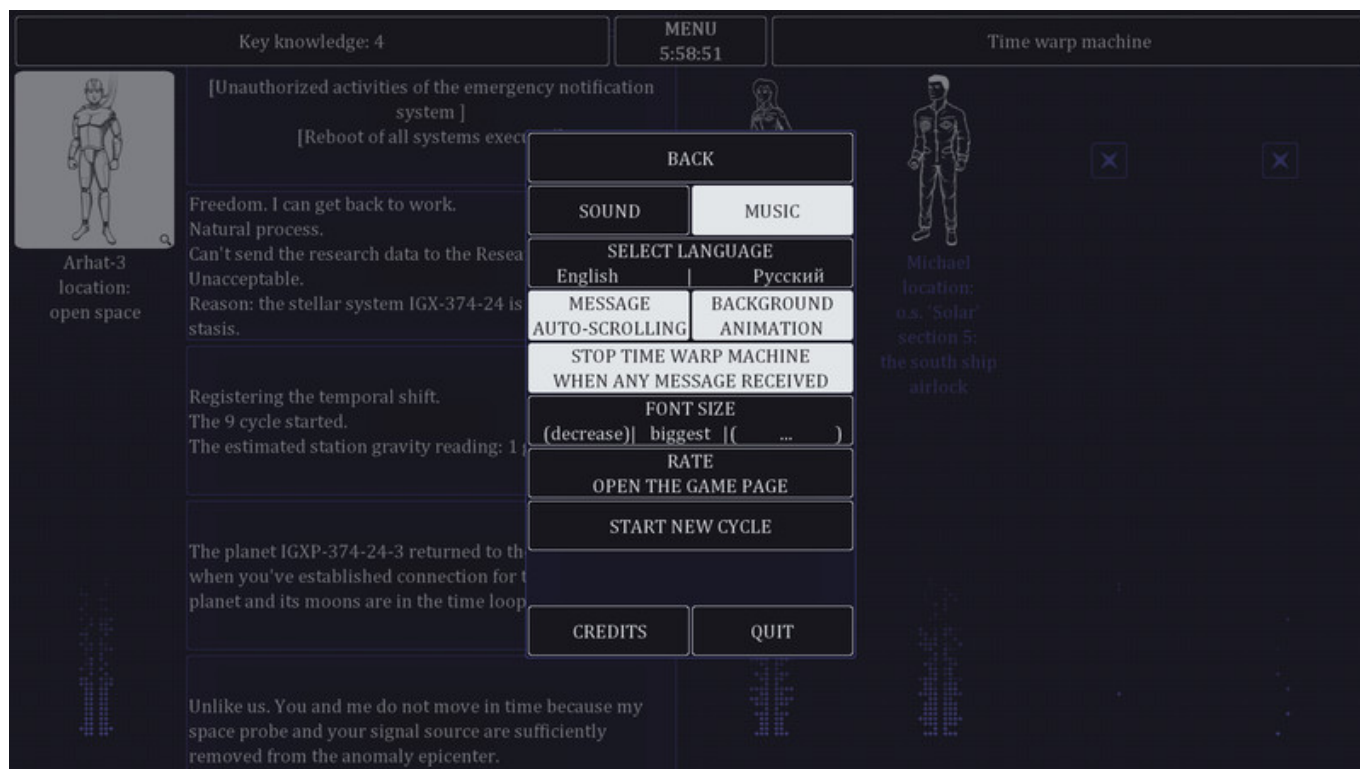 Key knowledge: 4
MENU
5:58:51
Time warp machine
[Unauthorized activities of the emergency notification
system ]
[Reboot of all systems
Freedom. I can get back to work.
Natural process.
Can't send the research data to the
Unacceptable.
Reason: the stellar system IGX-374-24 is
stasis.
Registering the temporal shift.
The 9 cycle started.
The estimated station gravity reading: 1
The planet IGXP-374-24-3 returned to
when you've established connection for
planet and its moons are in the time loop
Unlike us. You and me do not move in time because my
space probe and your signal source are sufficiently
removed from the anomaly epicenter.
Arhat-3
location:
open space
BACK
SOUND
MUSIC
SELECT LANGUAGE
English | Русский
MESSAGE
AUTO-SCROLLING
BACKGROUND
ANIMATION
STOP TIME WARP MACHINE
WHEN ANY MESSAGE RECEIVED
FONT SIZE
(decrease)| biggest |( ... )
RATE
OPEN THE GAME PAGE
START NEW CYCLE
CREDITS
QUIT
Michael
location:
o.s. 'Solar'
section 5:
the south ship
airlock